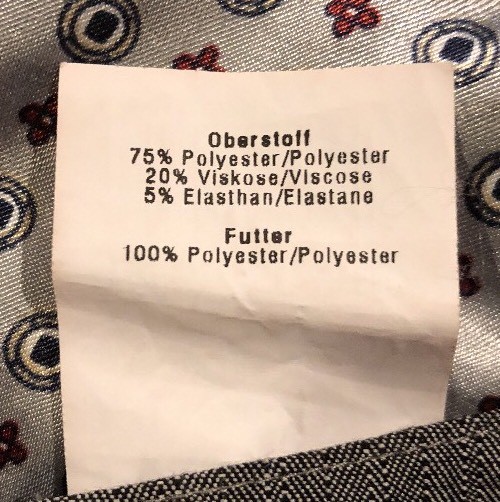 Oberstoff
75% Polyester/Polyester
20% Viskose/Viscose
5% Elasthan/Elastane
Futter
100% Polyester/Polyester